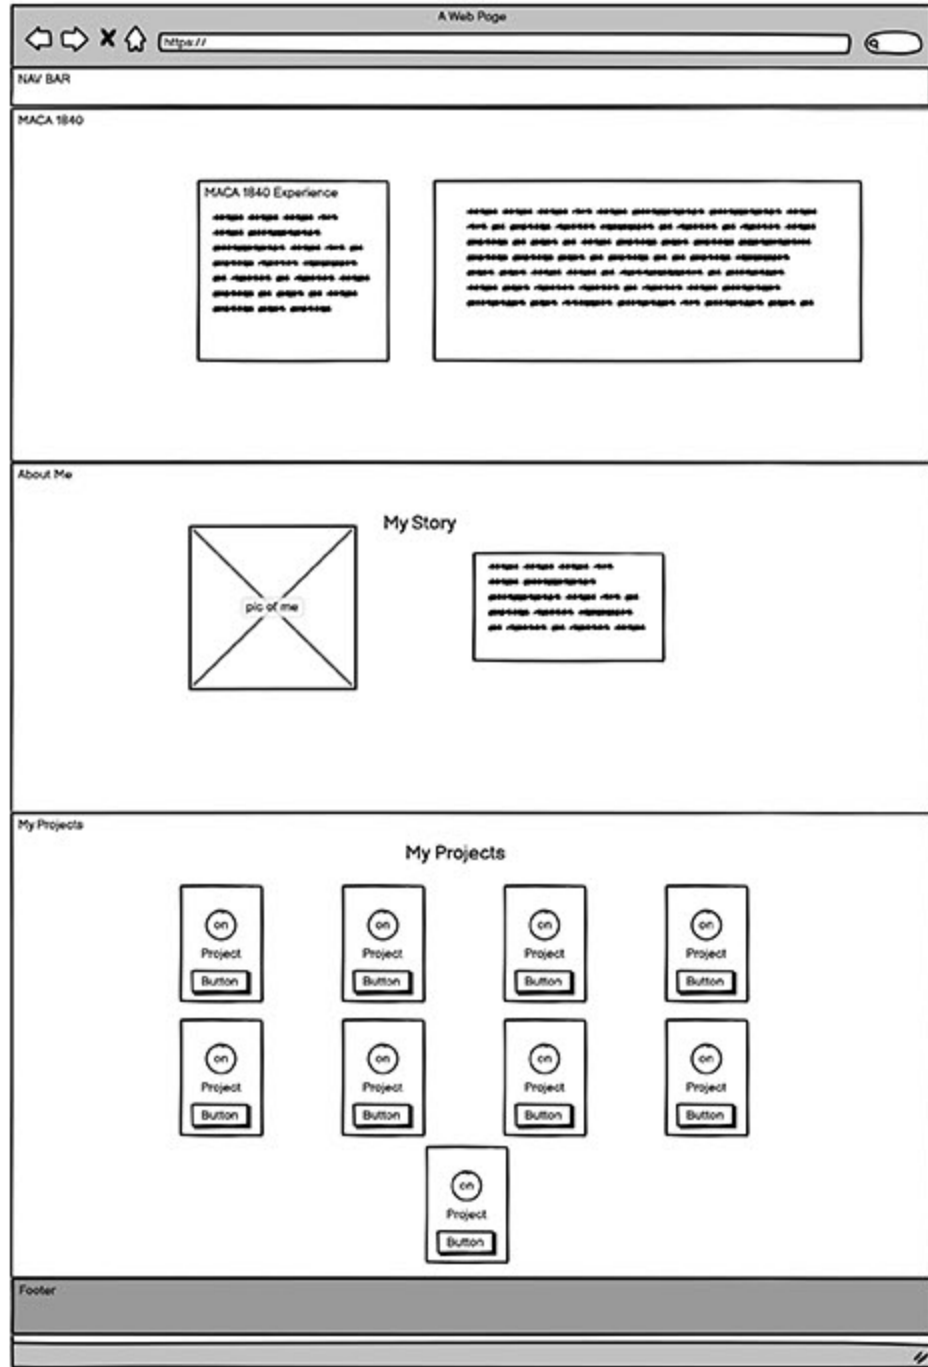 A Web Page
https://
NAV BAR
MACA 1840
MACA 1840 Experience
About Me
My Story
pic of me
My Projects
My Projects
on
on
on
on
Project
Project
Project
Project
Button
Button
Button
Button
on
on
on
on
Project
Project
Project
Project
Button
Button
Button
Button
on
Project
Button
Footer